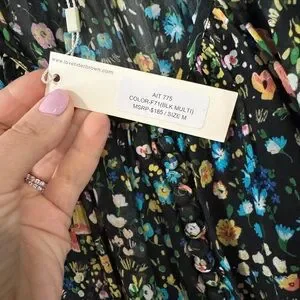 www.lavenderbrown.com
AIT 775
COLOR-F71(BLK MULTI)
MSRP-$165 / SIZE M